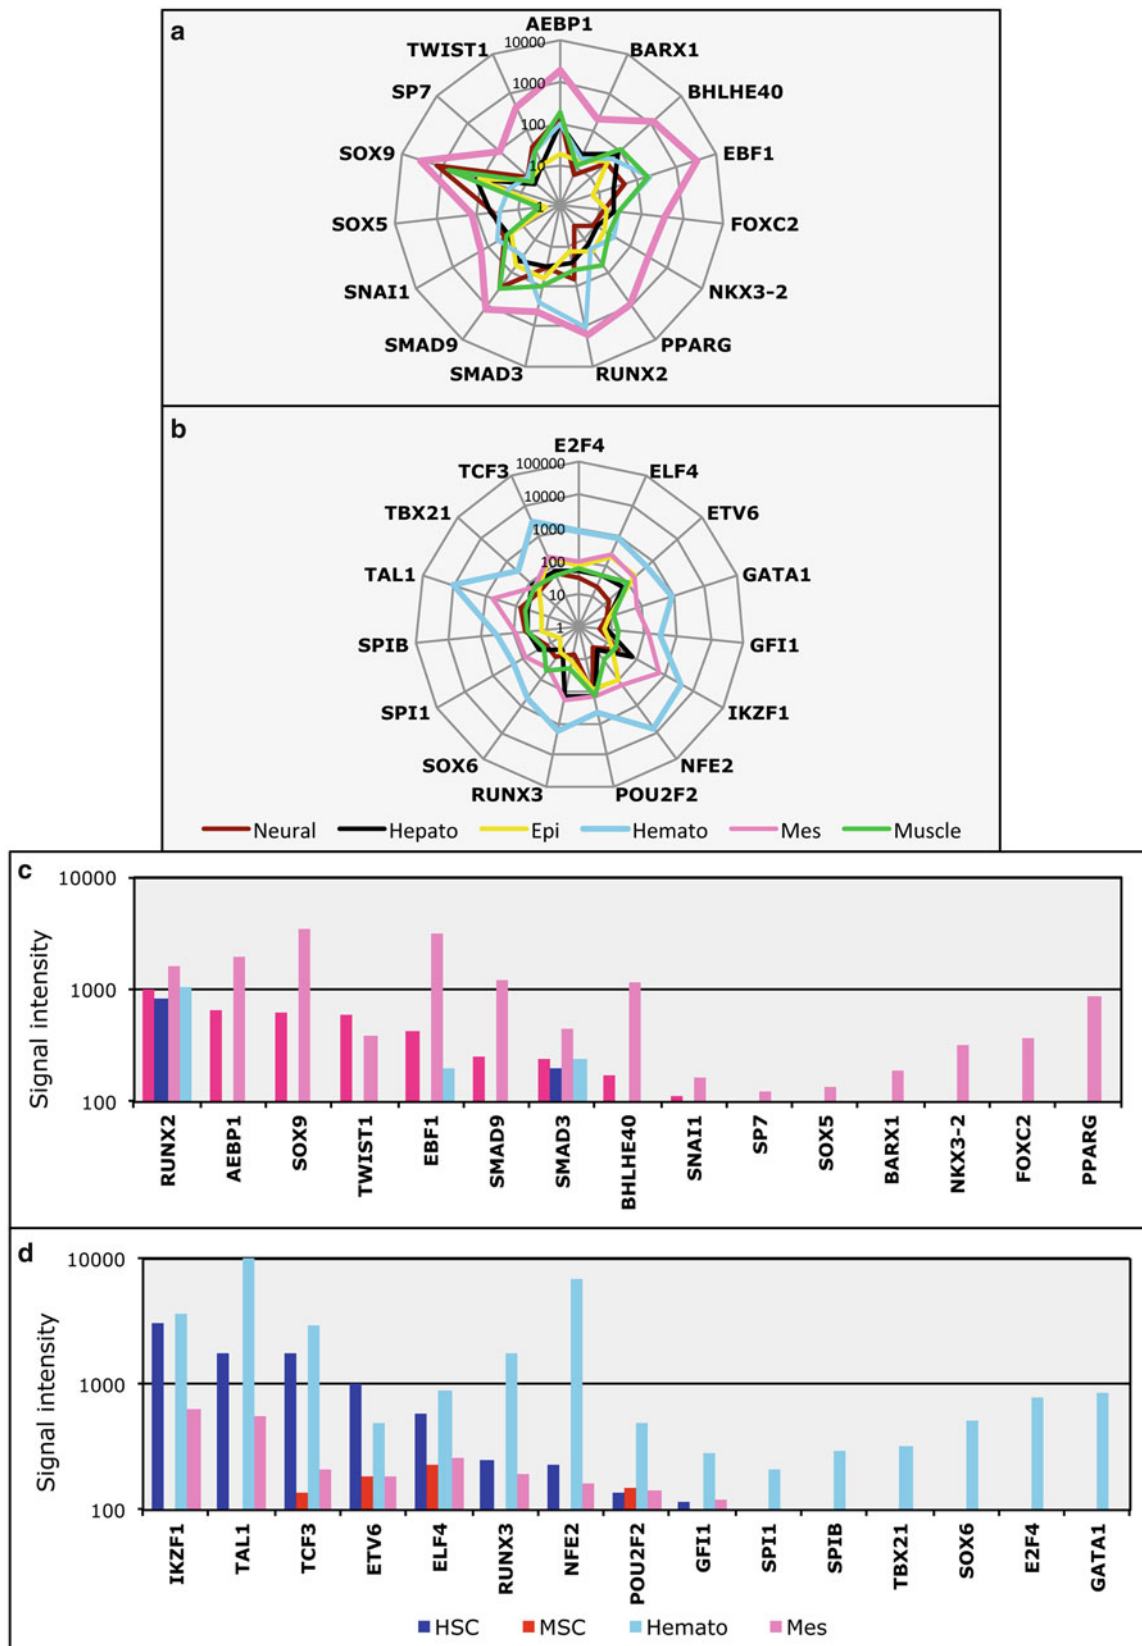 a
AEBP1
TWIST1
BARX1
SP7
BHLHE40
SOX9
EBF1
SOX5
FOXC2
SNAI1
NKX3-2
SMAD9
PPARG
SMAD3
RUNX2
10000
1000
100
10
1
b
E2F4
TCF3
ELF4
TBX21
ETV6
TAL1
GATA1
SPIB
GFI1
SPI1
IKZF1
SOX6
NFE2
RUNX3
POU2F2
100000
10000
1000
100
10
1
Neural Hepato Epi Hemato Mes Muscle
c
Signal intensity
10000
1000
100
RUNX2 AEBP1 SOX9 TWIST1 EBF1 SMAD9 SMAD3 BHLHE40 SNAI1 SP7 SOX5 BARX1 NKX3-2 FOXC2 PPARG
d
Signal intensity
10000
1000
100
IKZF1 TAL1 TCF3 ETV6 ELF4 RUNX3 NFE2 POU2F2 GFI1 SPI1 SPIB TBX21 SOX6 E2F4 GATA1
HSC MSC Hemato Mes